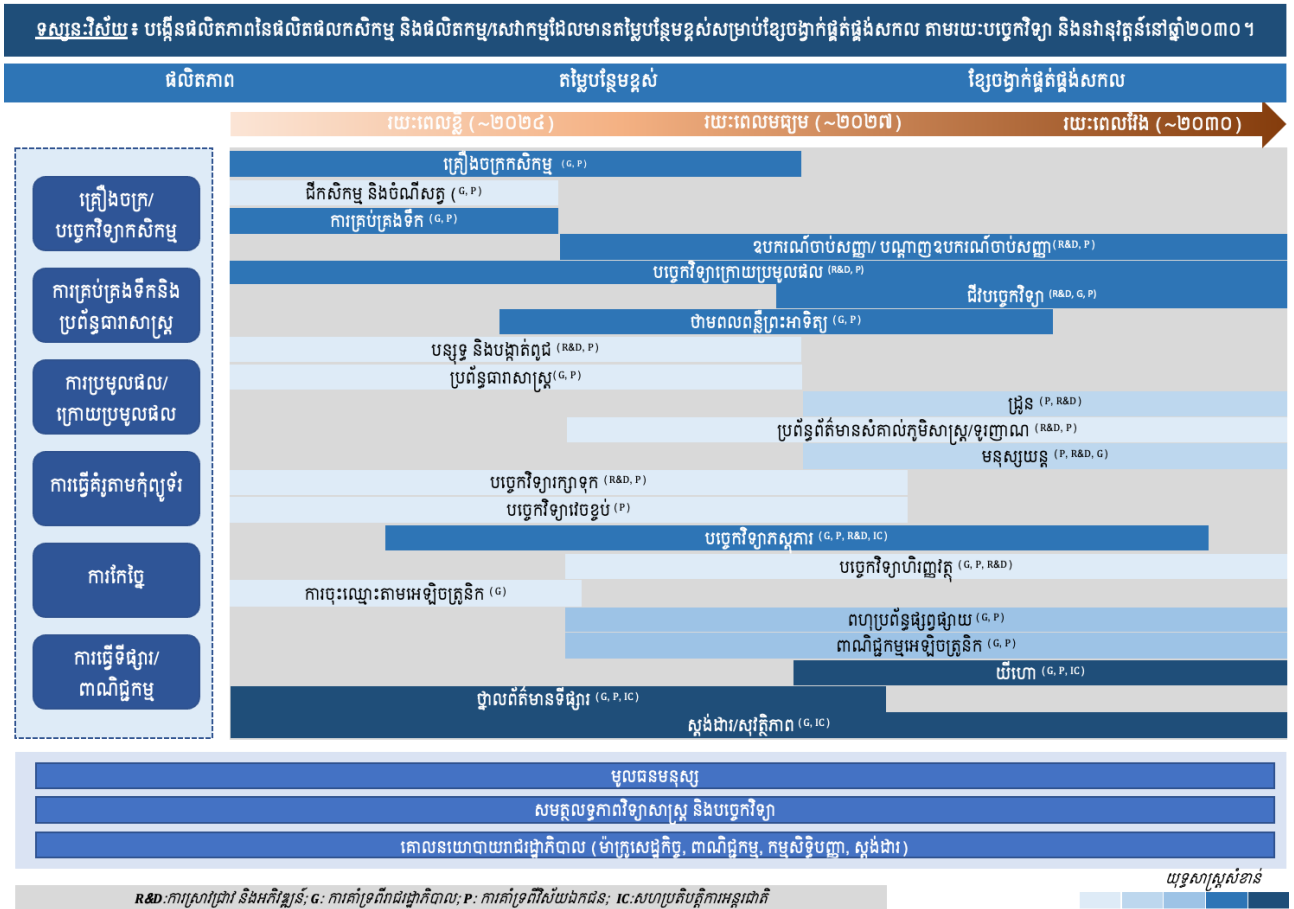 ទស្សនៈវិស័យ៖ បង្កើនផលិតភាពនៃផលិតផលកសិកម្ម និងផលិតកម្ម/សេវាកម្មដែលមានតម្លៃបន្ថែមខ្ពស់សម្រាប់ខ្សែចង្វាក់ផ្គត់ផ្គង់សកល តាមរយៈបច្ចេកវិទ្យា និងនវានុវត្តន៍នៅឆ្នាំ២០៣០។
ផលិតភាព
តម្លៃបន្ថែមខ្ពស់
ខ្សែចង្វាក់ផ្គត់ផ្គង់សកល
រយៈពេលខ្លី (~២០២៤)
រយៈពេលមធ្យម (~២០២៧)
រយៈពេលវែង (~២០៣០)
គ្រឿងចក្រ/
បច្ចេកវិទ្យាកសិកម្ម
ការគ្រប់គ្រងទឹកនិង
ប្រព័ន្ធធារាសាស្ត្រ
ការប្រមូលផល/
ក្រោយប្រមូលផល
ការធ្វើគំរូតាមកុំព្យូទ័រ
ការកែច្នៃ
ការធ្វើទីផ្សារ/
ពាណិជ្ជកម្ម
គ្រឿងចក្រកសិកម្ម (G, P)
ជីកសិកម្ម និងចំណីសត្វ (G, P)
ការគ្រប់គ្រងទឹក (G, P)
ឧបករណ៍ចាប់សញ្ញា/ បណ្តាញឧបករណ៍ចាប់សញ្ញា(R&D, P)
បច្ចេកវិទ្យាក្រោយប្រមូលផល (R&D, P)
ជីវបច្ចេកវិទ្យា (R&D, G, P)
ថាមពលពន្លឺព្រះអាទិត្យ (G, P)
បន្សុទ្ធ និងបង្កាត់ពូជ (R&D, P)
ប្រព័ន្ធធារាសាស្ត្រ(G, P)
ដ្រូន (P, R&D)
ប្រព័ន្ធព័ត៌មានសំគាល់ភូមិសាស្ត្រ/ទូរញាណ (R&D, P)
មនុស្សយន្ត (P, R&D, G)
បច្ចេកវិទ្យារក្សាទុក (R&D, P)
បច្ចេកវិទ្យាវេចខ្ចប់ (P)
បច្ចេកវិទ្យាភស្តុភារ (G, P, R&D, IC)
បច្ចេកវិទ្យាហិរញ្ញវត្ថុ (G, P, R&D)
ការចុះឈ្មោះតាមអេឡិចត្រូនិក (G)
ពហុប្រព័ន្ធផ្សព្វផ្សាយ (G, P)
ពាណិជ្ជកម្មអេឡិចត្រូនិក (G, P)
យីហោ (G, P, IC)
ថ្នាលព័ត៌មានទីផ្សារ (G, P, IC)
ស្តង់ដារ/សុវត្ថិភាព (G, IC)
មូលធនមនុស្ស
សមត្ថលទ្ធភាពវិទ្យាសាស្ត្រ និងបច្ចេកវិទ្យា
គោលនយោបាយរាជរដ្ឋាភិបាល (ម៉ាក្រូសេដ្ឋកិច្ច, ពាណិជ្ជកម្ម, កម្មសិទ្ធិបញ្ញា, ស្តង់ដារ)
យុទ្ធសាស្ត្រសំខាន់
R&D:ការស្រាវជ្រាវ និងអភិវឌ្ឍន៍; G: ការគាំទ្រពីរាជរដ្ឋាភិបាល; P: ការគាំទ្រពីវិស័យឯកជន; IC:សហប្រតិបត្តិការអន្តរជាតិ